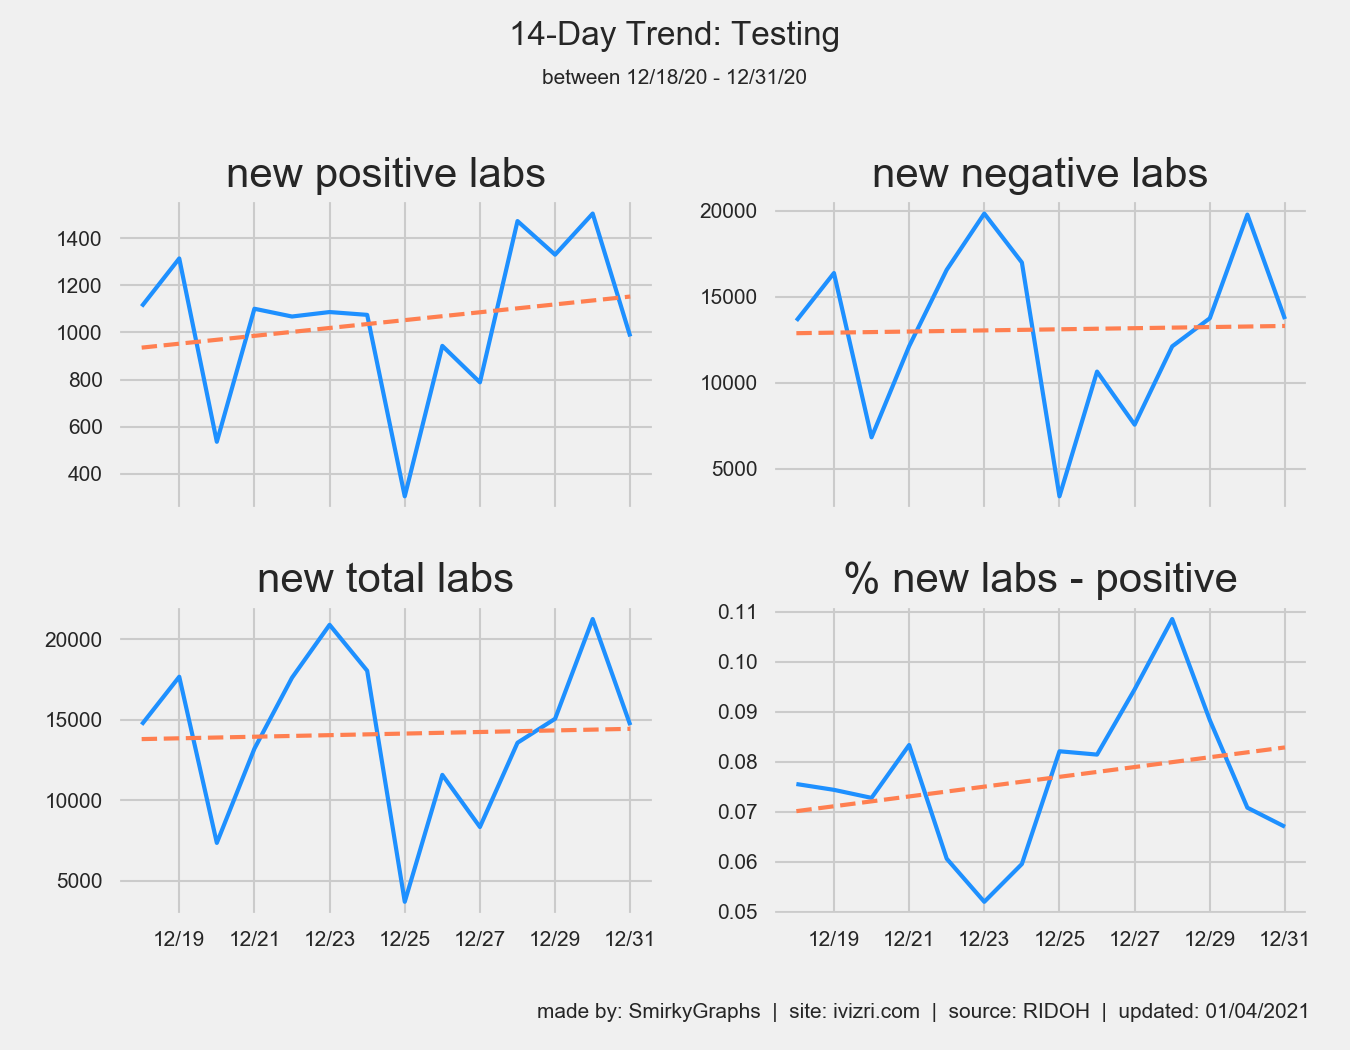 14-Day Trend: Testing
between 12/18/20 - 12/31/20
new positive labs
1400
1200
1000
800
600
400
new negative labs
20000
15000
10000
5000
new total labs
20000
15000
10000
5000
12/19 12/21 12/23 12/25 12/27 12/29 12/31
% new labs - positive
0.11
0.10
0.09
0.08
0.07
0.06
0.05
12/19 12/21 12/23 12/25 12/27 12/29 12/31
made by: SmirkyGraphs | site: ivizri.com | source: RIDOH | updated: 01/04/2021